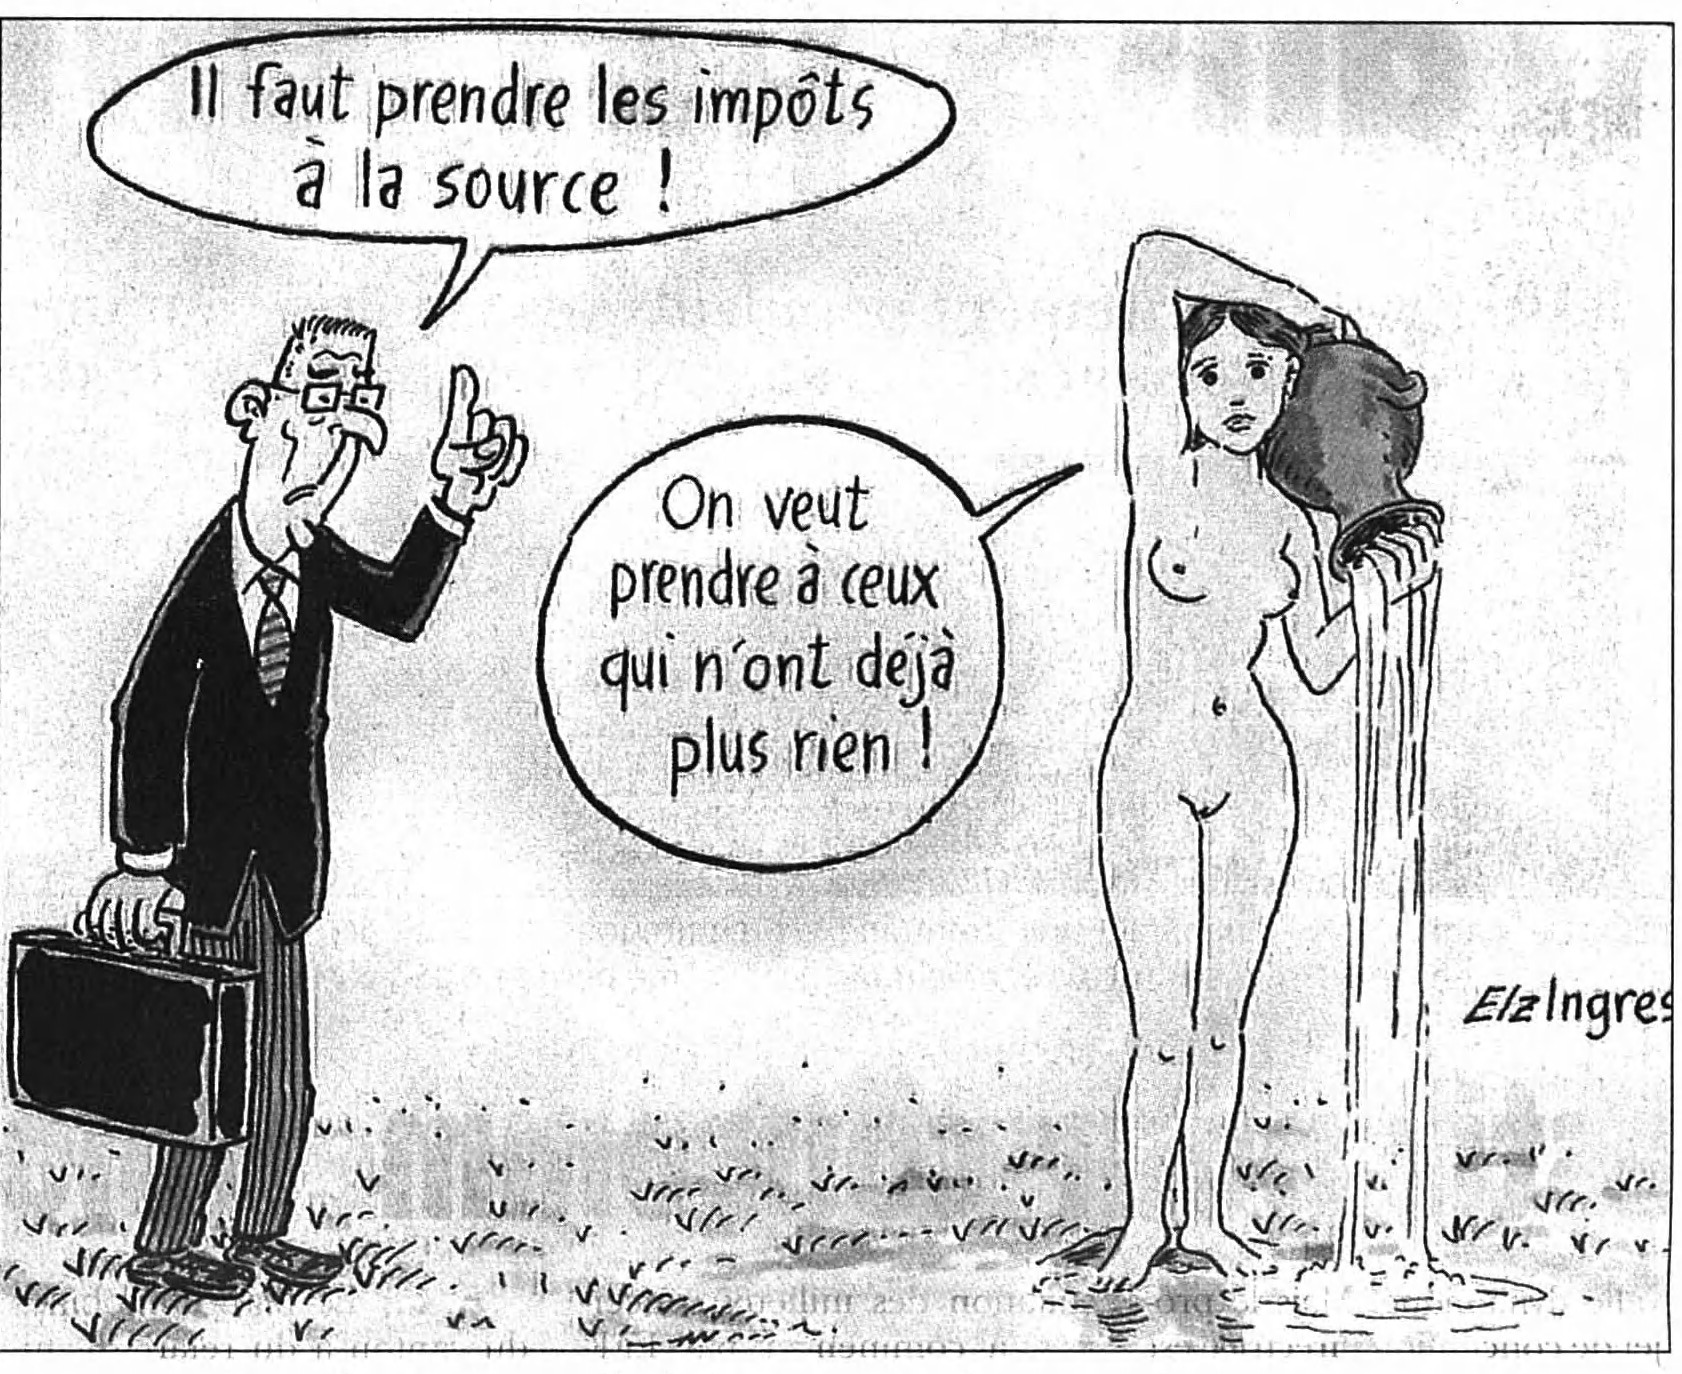 Il faut prendre les impôts
à la source !
On veut
prendre à ceux
qui n'ont déjà
plus rien !
Elz Ingres